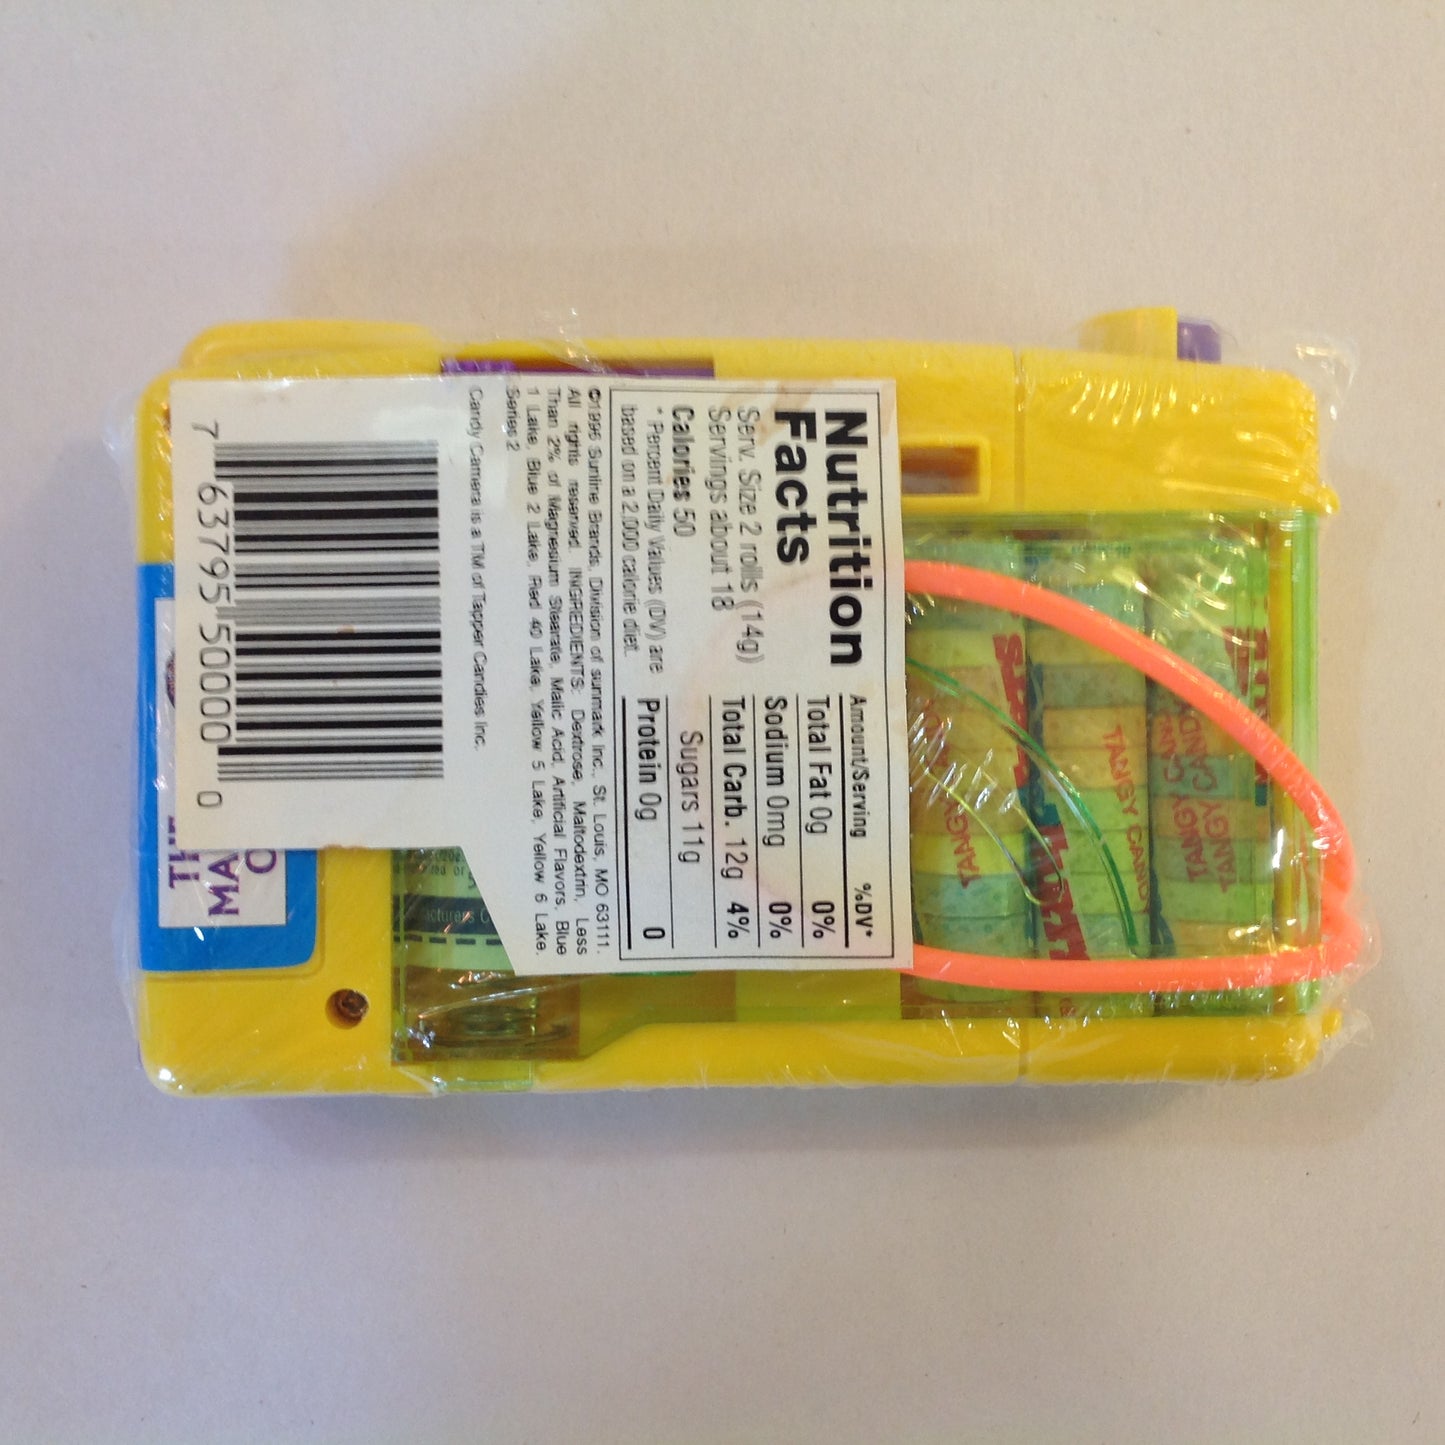 Nutrition
Facts
Serv. Size 2 rolls (14g)
Servings about 18
Calories 50
* Percent Daily Values (DV) are
based on a 2,000 calorie diet.
Amount/Serving %DV*
Total Fat 0g 0%
Sodium 0mg 0%
Total Carb. 12g 4%
Sugars 11g
Protein 0g 0
©1996 Sunline Brands, Division of sunmark Inc., St. Louis, MO 63111.
All rights reserved. INGREDIENTS: Dextrose, Maltodextrin, Less
Than 2% of Magnesium Stearate, Malic Acid, Artificial Flavors, Blue
1 Lake, Blue 2 Lake, Red 40 Lake, Yellow 5 Lake, Yellow 6 Lake.
Series 2
Candy Camera is a TM of Tapper Candies Inc.
7 63795 50000 0
TANGY CANDY
TANGY CANDY
TANGY CANDY